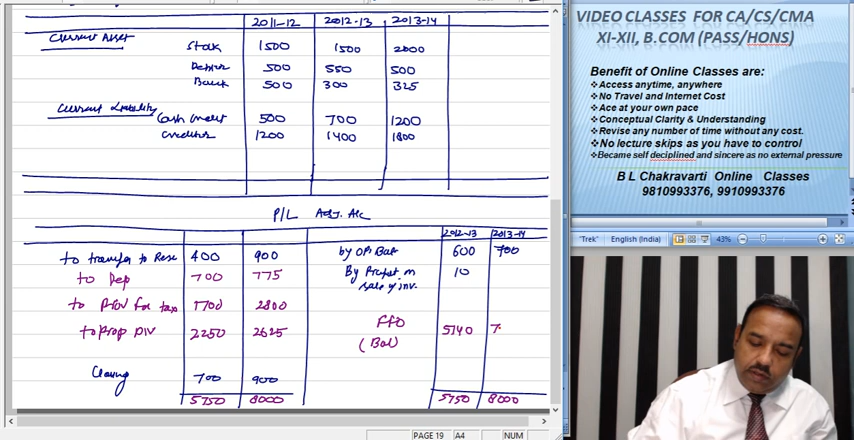 2011-12 2012-13 2013-14
Current Asset
Stock 1500 1500 2000
Debtors 500 550 500
Bank 500 300 325
Current Liability
Cash credit 500 700 1200
Creditors 1200 1400 1800
P/L Adj. A/c
2012-13 2013-14
To transfer to Rese 400 900 by OP. Bal 600 700
To Dep 700 775 By Profit on sale of inv. 10
To Prov for tax 1700 2800
To Prop Div 2250 2625 FFO (Bal) 5140 7
Closing 700 900
5750 8000 5750 8000
PAGE 19 A4 NUM
VIDEO CLASSES FOR CA/CS/CMA
XI-XII, B.COM (PASS/HONS)
Benefit of Online Classes are:
❖Access anytime, anywhere
❖No Travel and Internet Cost
❖Ace at your own pace
❖Conceptual Clarity & Understanding
❖Revise any number of time without any cost.
❖No lecture skips as you have to control
❖Became self deciplined and sincere as no external pressure
B L Chakravarti Online Classes
9810993376, 9910993376
"Trek" English (India) 43%